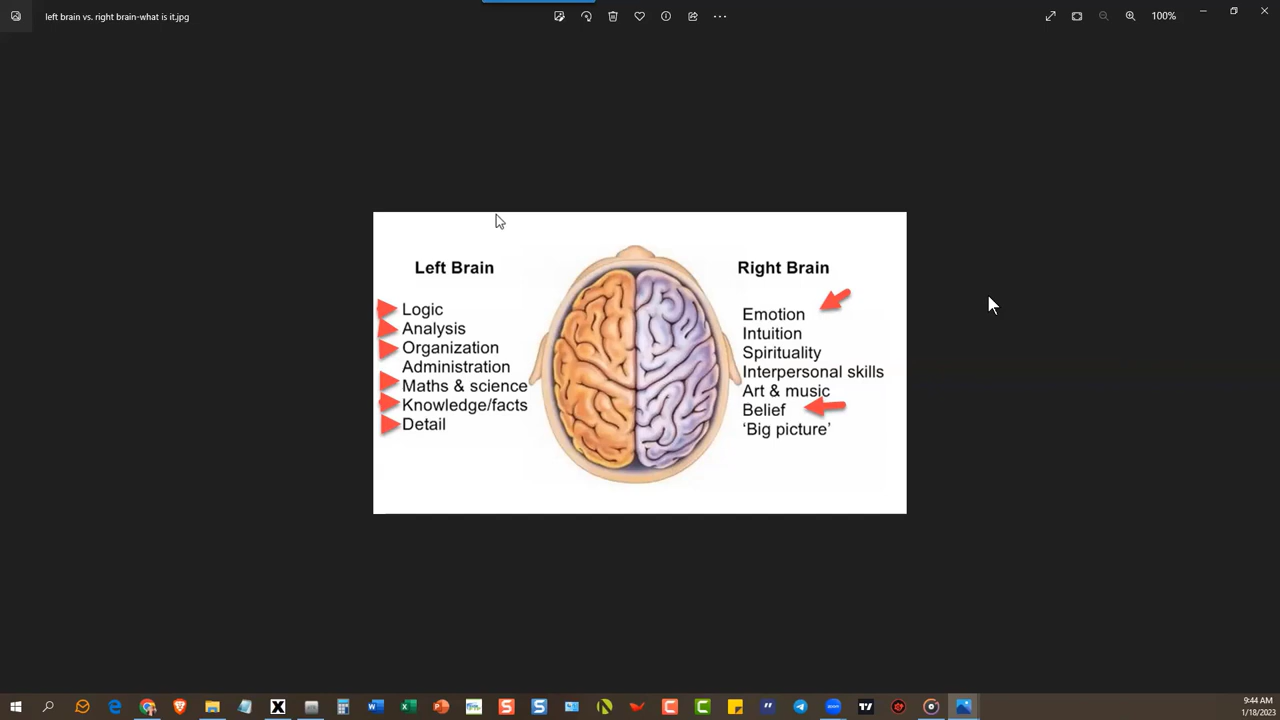 left brain vs. right brain-what is it.jpg
100%
Left Brain
Logic
Analysis
Organization
Administration
Maths & science
Knowledge/facts
Detail
Right Brain
Emotion
Intuition
Spirituality
Interpersonal skills
Art & music
Belief
‘Big picture’
9:44 AM
1/18/2023